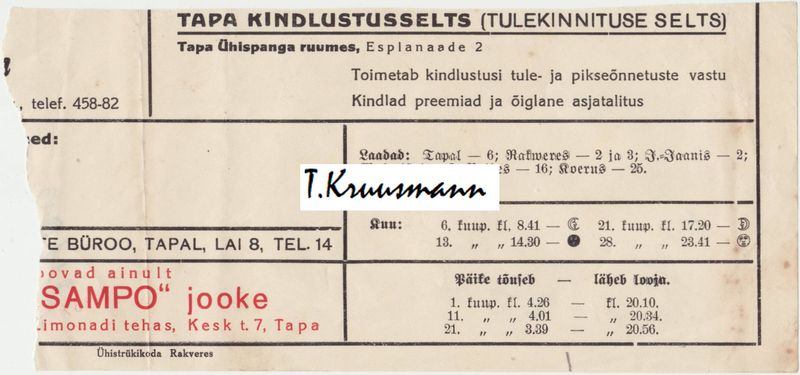 TAPA KINDLUSTUSSELTS (TULEKINNITUSE SELTS)
Tapa Ühispanga ruumes, Esplanaade 2
Toimetab kindlustusi tule- ja pikseõnnetuste vastu
Kindlad preemiad ja õiglane asjatalitus
telef. 458-82
Laadad: Tapal — 6; Rakweres — 2 ja 3; J.-Jaanis — 2;
— 16; Koerus — 25.
T.Kruusmann
Kuu: 6. kuup. kl. 8.41 — 21. kuup. kl. 17.20 —
13. „ „ 14.30 — 28. „ „ 23.41 —
TE BÜROO, TAPAL, LAI 8, TEL. 14
oovad ainult
SAMPO“ jooke
Limonadi tehas, Kesk t. 7, Tapa
Päike tõuseb — läheb looja.
1. kuup. kl. 4.26 — kl. 20.10.
11. „ „ 4.01 — „ 20.34.
21. „ „ 3.39 — „ 20.56.
Ühistrükikoda Rakveres